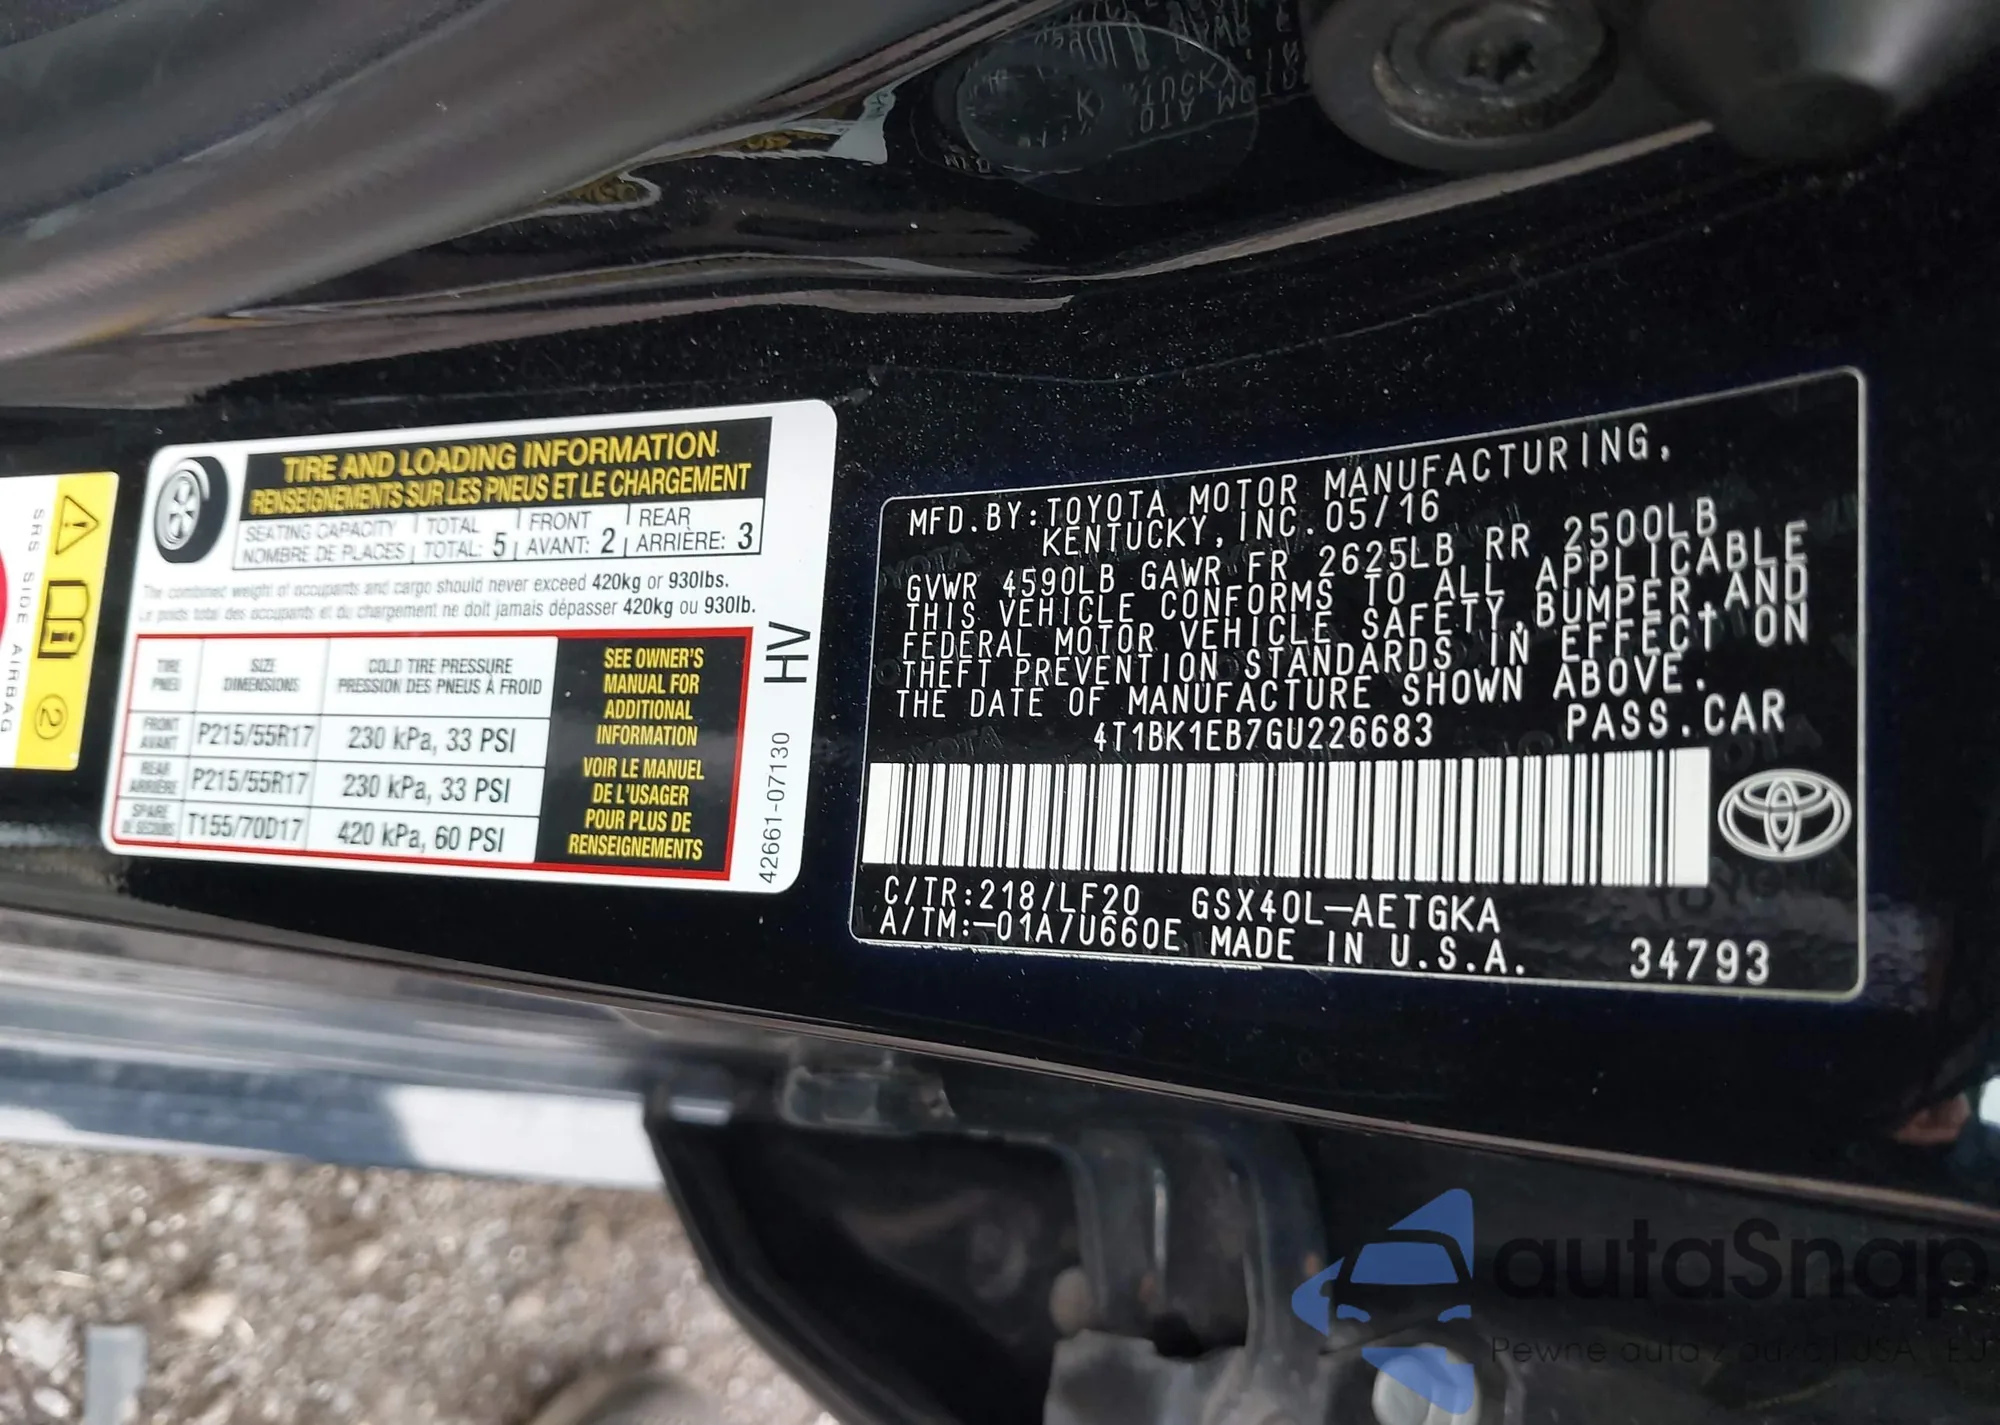 SRS SIDE AIRBAG
TIRE AND LOADING INFORMATION
RENSEIGNEMENTS SUR LES PNEUS ET LE CHARGEMENT
SEATING CAPACITY TOTAL FRONT REAR
NOMBRE DE PLACES TOTAL: 5 AVANT: 2 ARRIÈRE: 3
The combined weight of occupants and cargo should never exceed 420kg or 930lbs.
Le poids total des occupants et du chargement ne doit jamais dépasser 420kg ou 930lb.
TIRE SIZE COLD TIRE PRESSURE
PNEU DIMENSIONS PRESSION DES PNEUS À FROID
FRONT
AVANT P215/55R17 230 kPa, 33 PSI
REAR
ARRIÈRE P215/55R17 230 kPa, 33 PSI
SPARE
DE SECOURS T155/70D17 420 kPa, 60 PSI
SEE OWNER'S
MANUAL FOR
ADDITIONAL
INFORMATION
VOIR LE MANUEL
DE L'USAGER
POUR PLUS DE
RENSEIGNEMENTS
HV
42661-07130
MFD.BY:TOYOTA MOTOR MANUFACTURING,
KENTUCKY,INC.05/16
GVWR 4590LB GAWR FR 2625LB RR 2500LB
THIS VEHICLE CONFORMS TO ALL APPLICABLE
FEDERAL MOTOR VEHICLE SAFETY,BUMPER,AND
THEFT PREVENTION STANDARDS IN EFFECT ON
THE DATE OF MANUFACTURE SHOWN ABOVE.
4T1BK1EB7GU226683 PASS.CAR
C/TR:218/LF20 GSX40L-AETGKA
A/TM:-01A/U660E MADE IN U.S.A. 34793
autaSnap
Pewne auta z